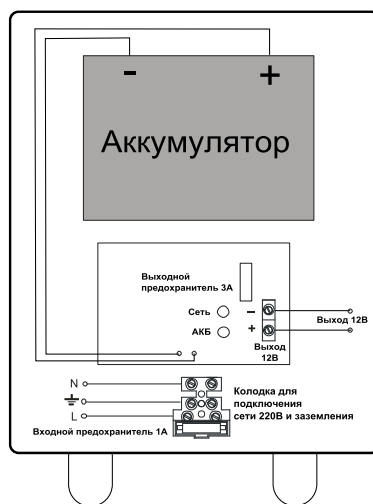 - +
Аккумулятор
Выходной
предохранитель 3А
Сеть
АКБ
-
+
Выход
12В
Выход 12В
N
L
Колодка для
подключения
сети 220В и заземления
Входной предохранитель 1А